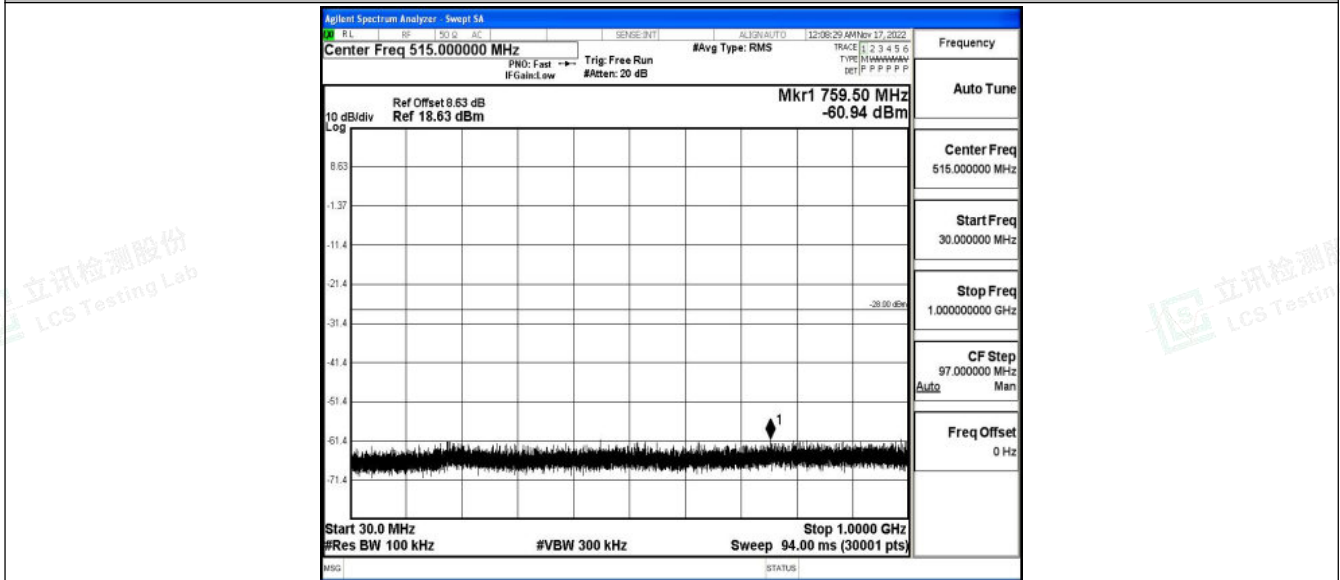 Agilent Spectrum Analyzer - Swept SA
RL RF 50 Ω AC SENSE:INT ALIGN AUTO 12:08:29 AM Nov 17, 2022
Center Freq 515.000000 MHz
#Avg Type: RMS
TRACE 1 2 3 4 5 6
TYPE MWWWWW
DET P P P P P P
PNO: Fast
IFGain:Low
Trig: Free Run
#Atten: 20 dB
Mkr1 759.50 MHz
-60.94 dBm
Ref Offset 8.63 dB
10 dB/div Ref 18.63 dBm
Log
8.63
-1.37
-11.4
-21.4
-28.00 dBm
-31.4
-41.4
-51.4
1
-61.4
-71.4
Start 30.0 MHz Stop 1.0000 GHz
#Res BW 100 kHz #VBW 300 kHz Sweep 94.00 ms (30001 pts)
MSG STATUS
Frequency
Auto Tune
Center Freq
515.000000 MHz
Start Freq
30.000000 MHz
Stop Freq
1.000000000 GHz
CF Step
97.000000 MHz
Auto Man
Freq Offset
0 Hz
立讯检测股份
LCS Testing Lab
立讯检测
LCS Testin